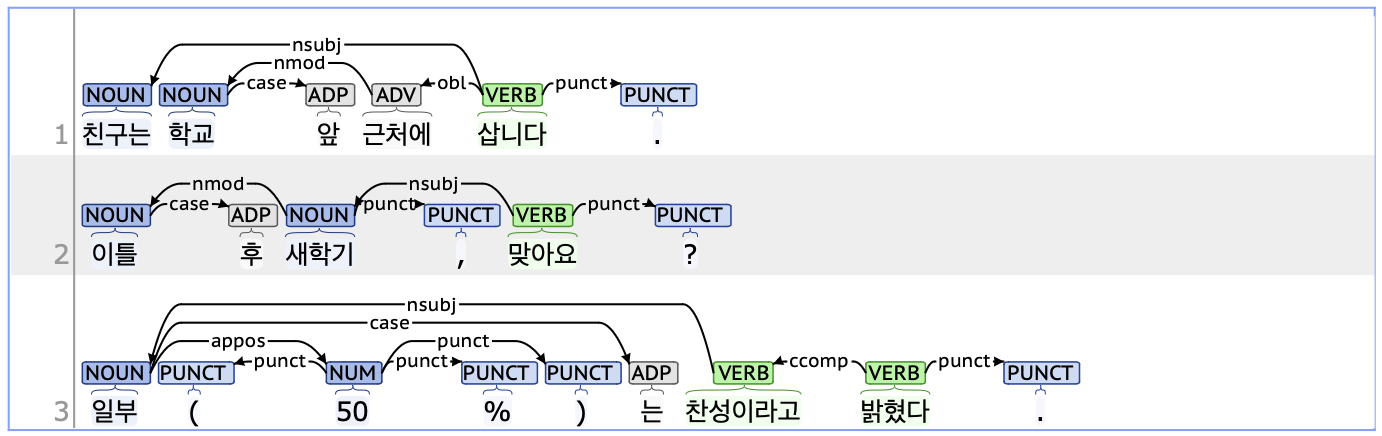 nsubj
nmod
case obl punct
NOUN NOUN ADP ADV VERB PUNCT
1 친구는 학교 앞 근처에 삽니다 .
nmod nsubj
case punct punct
NOUN ADP NOUN PUNCT VERB PUNCT
2 이틀 후 새학기 , 맞아요 ?
nsubj
case
appos punct
punct punct ccomp punct
NOUN PUNCT NUM PUNCT PUNCT ADP VERB VERB PUNCT
3 일부 ( 50 % ) 는 찬성이라고 밝혔다 .